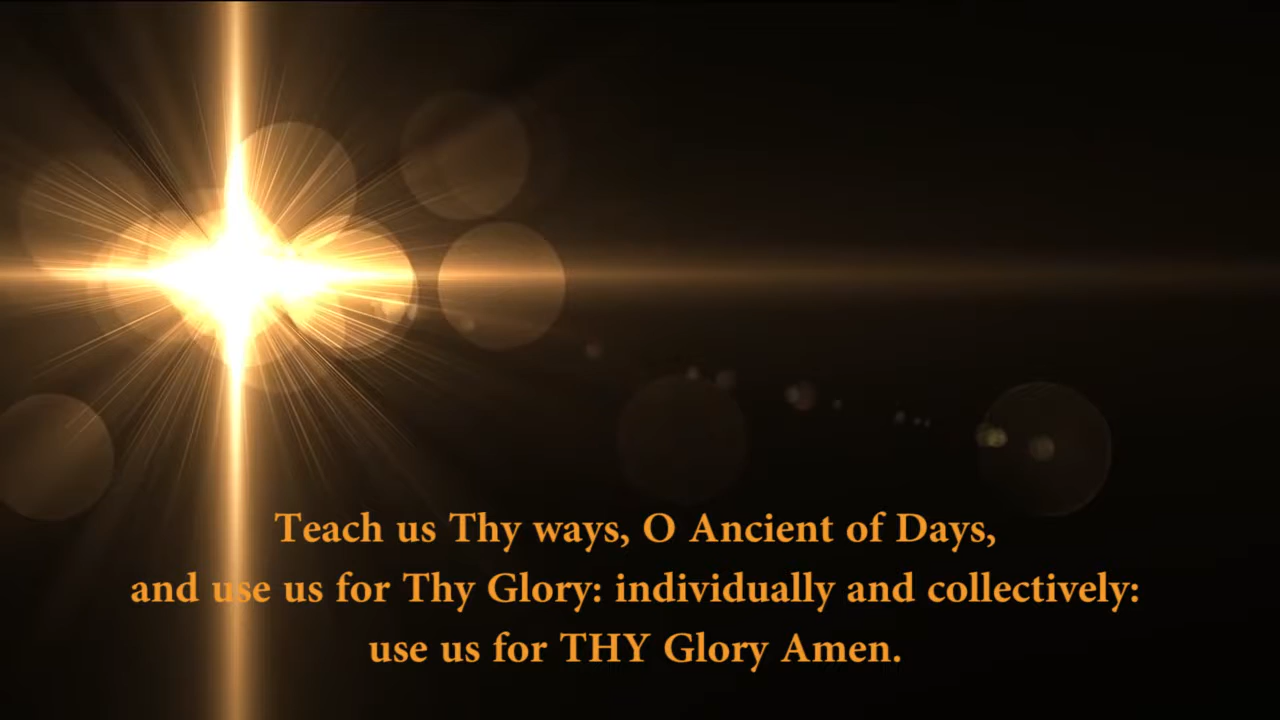 Teach us Thy ways, O Ancient of Days,
and use us for Thy Glory: individually and collectively:
use us for THY Glory Amen.